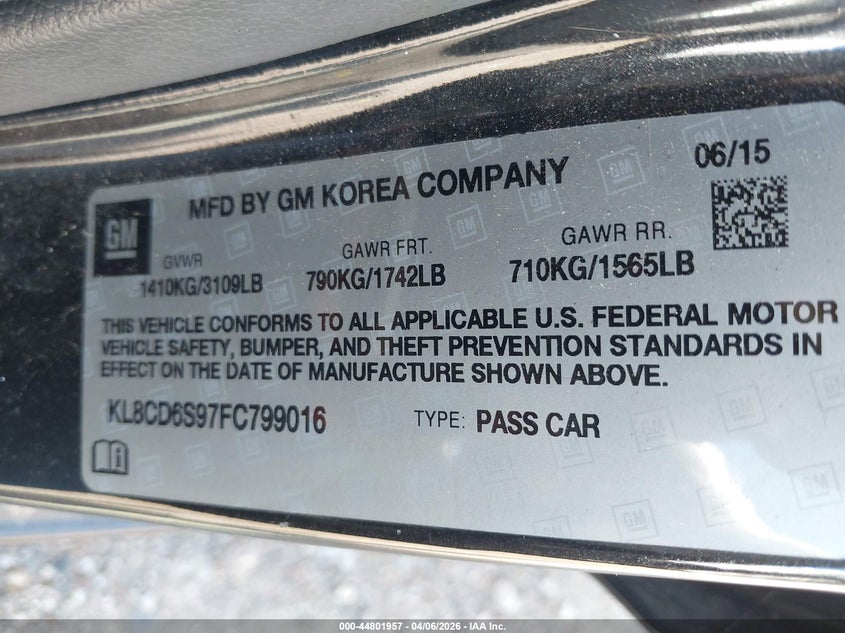 MFD BY GM KOREA COMPANY
06/15
GM
GVWR
GAWR FRT.
GAWR RR.
1410KG/3109LB
790KG/1742LB
710KG/1565LB
THIS VEHICLE CONFORMS TO ALL APPLICABLE U.S. FEDERAL MOTOR
VEHICLE SAFETY, BUMPER, AND THEFT PREVENTION STANDARDS IN
EFFECT ON THE DATE OF MANUFACTURE SHOWN ABOVE.
KL8CD6S97FC799016
TYPE: PASS CAR
000-44801957 - 04/06/2026 - IAA Inc.